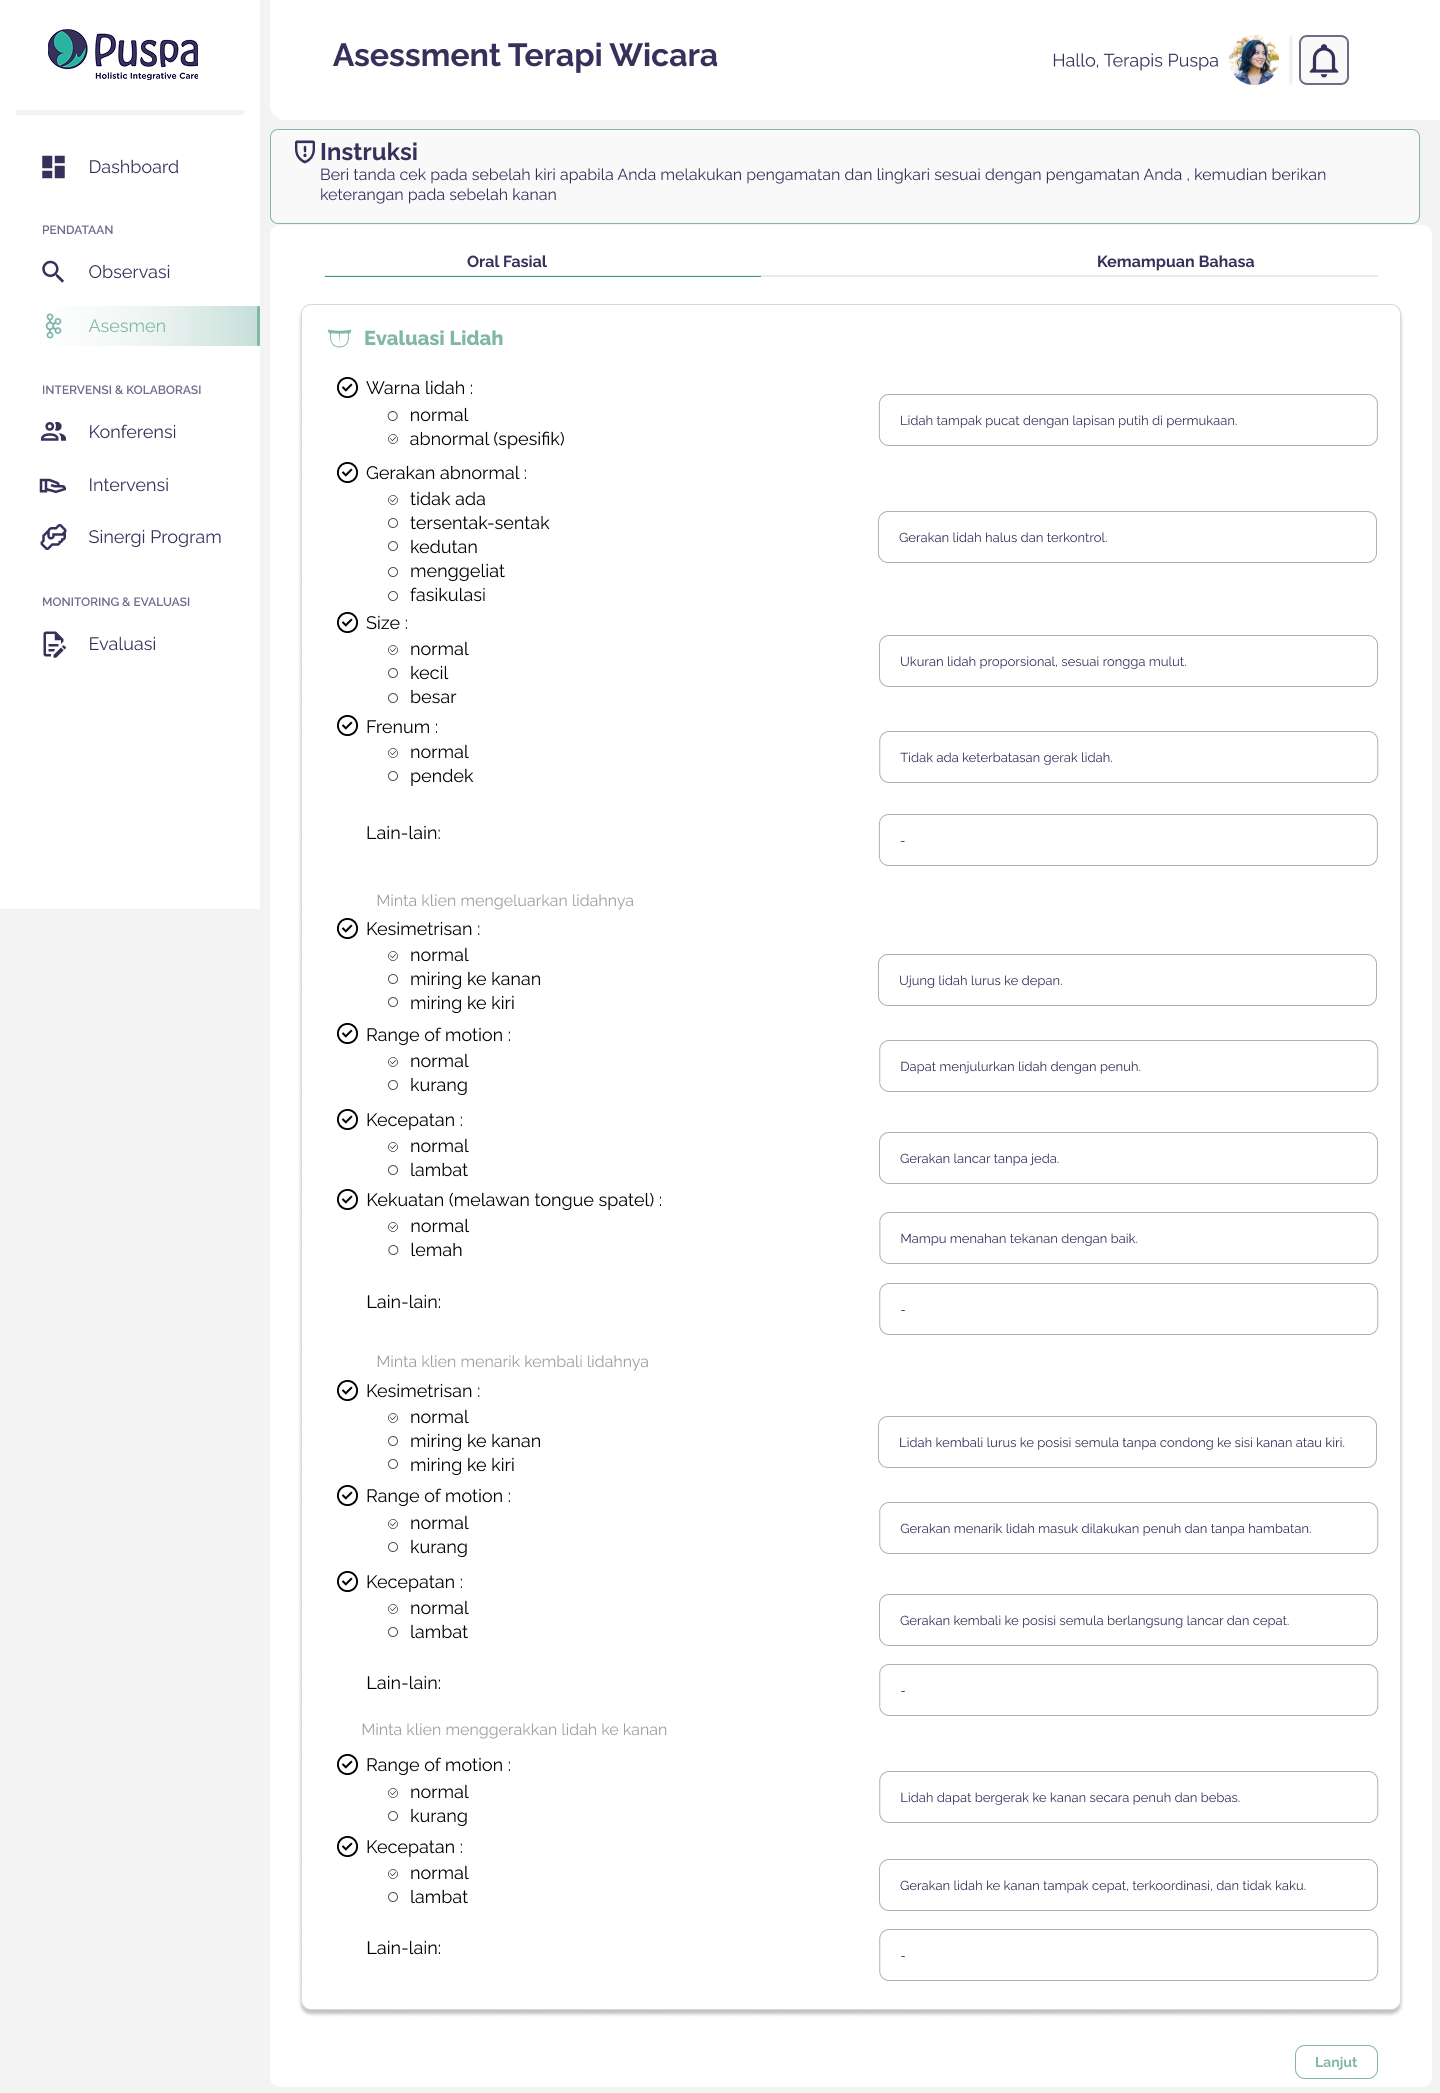 Puspa
Holistic Integrative Care
Dashboard
PENDATAAN
Observasi
Asesmen
INTERVENSI & KOLABORASI
Konferensi
Intervensi
Sinergi Program
MONITORING & EVALUASI
Evaluasi
Asessment Terapi Wicara
Hallo, Terapis Puspa
Instruksi
Beri tanda cek pada sebelah kiri apabila Anda melakukan pengamatan dan lingkari sesuai dengan pengamatan Anda , kemudian berikan
keterangan pada sebelah kanan
Oral Fasial
Kemampuan Bahasa
Evaluasi Lidah
Warna lidah :
normal
abnormal (spesifik)
Lidah tampak pucat dengan lapisan putih di permukaan.
Gerakan abnormal :
tidak ada
tersentak-sentak
kedutan
menggeliat
fasikulasi
Gerakan lidah halus dan terkontrol.
Size :
normal
kecil
besar
Ukuran lidah proporsional, sesuai rongga mulut.
Frenum :
normal
pendek
Tidak ada keterbatasan gerak lidah.
Lain-lain:
-
Minta klien mengeluarkan lidahnya
Kesimetrisan :
normal
miring ke kanan
miring ke kiri
Ujung lidah lurus ke depan.
Range of motion :
normal
kurang
Dapat menjulurkan lidah dengan penuh.
Kecepatan :
normal
lambat
Gerakan lancar tanpa jeda.
Kekuatan (melawan tongue spatel) :
normal
lemah
Mampu menahan tekanan dengan baik.
Lain-lain:
-
Minta klien menarik kembali lidahnya
Kesimetrisan :
normal
miring ke kanan
miring ke kiri
Lidah kembali lurus ke posisi semula tanpa condong ke sisi kanan atau kiri.
Range of motion :
normal
kurang
Gerakan menarik lidah masuk dilakukan penuh dan tanpa hambatan.
Kecepatan :
normal
lambat
Gerakan kembali ke posisi semula berlangsung lancar dan cepat.
Lain-lain:
-
Minta klien menggerakkan lidah ke kanan
Range of motion :
normal
kurang
Lidah dapat bergerak ke kanan secara penuh dan bebas.
Kecepatan :
normal
lambat
Gerakan lidah ke kanan tampak cepat, terkoordinasi, dan tidak kaku.
Lain-lain:
-
Lanjut